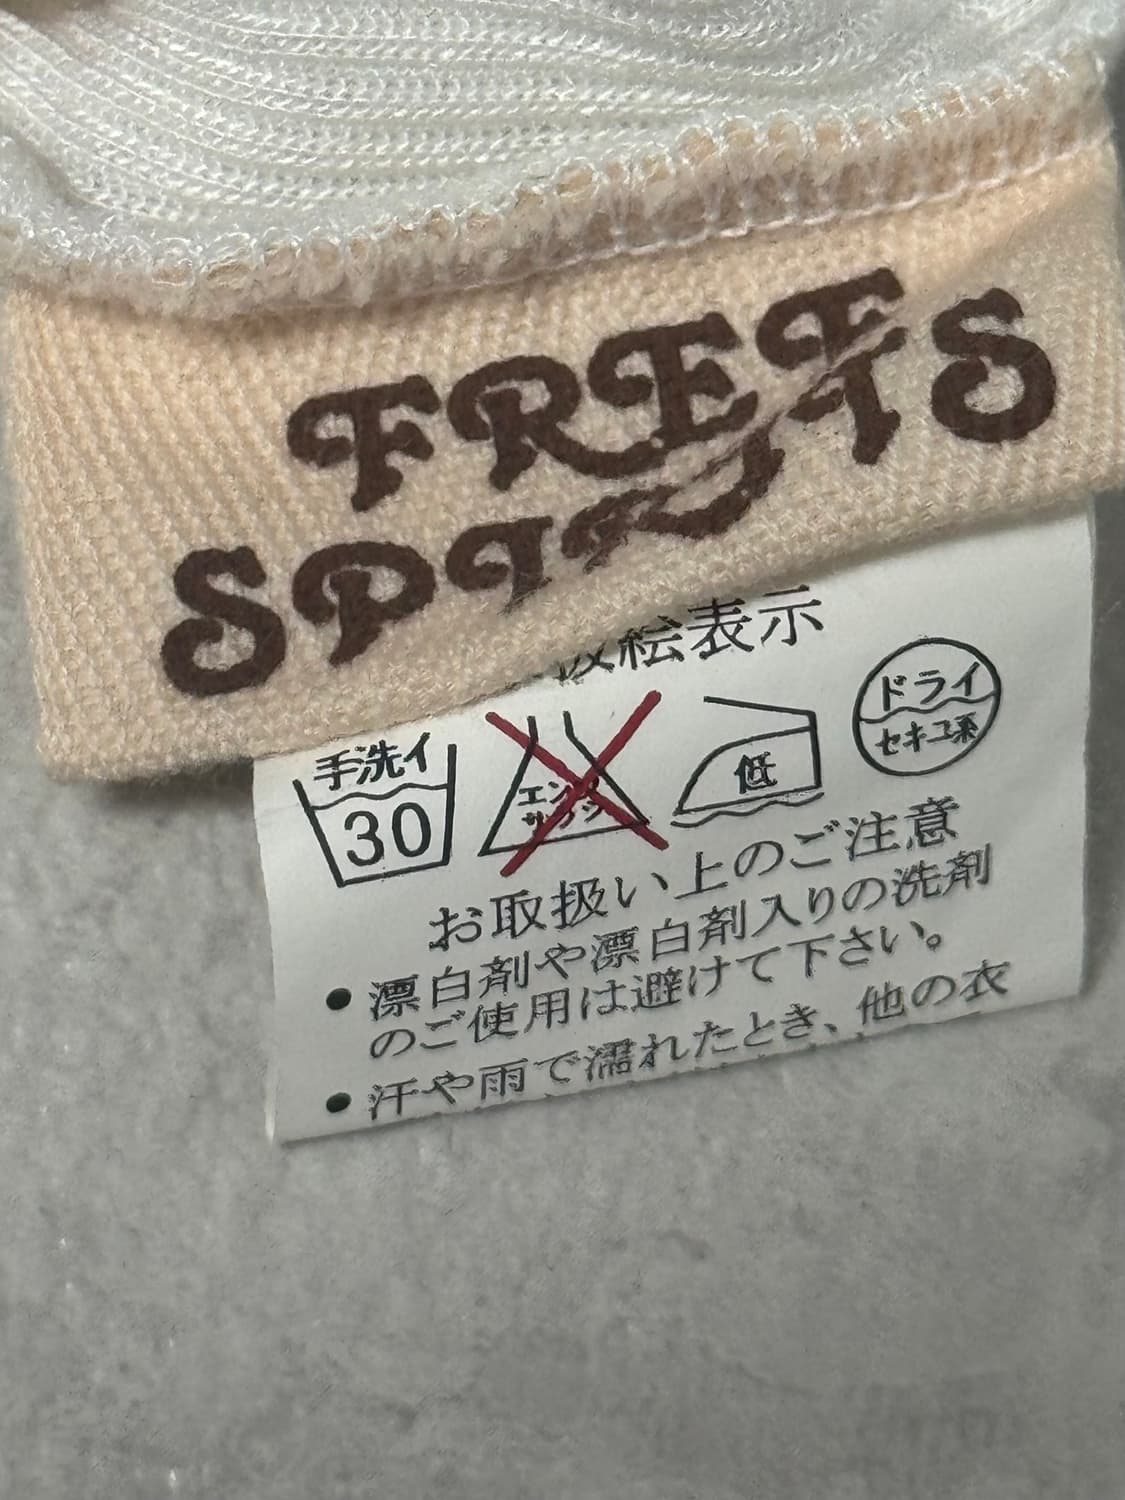 FRETS
SPIRIT
扱絵表示
手洗イ
30
エンソ
サラシ
低
ドライ
セキユ系
お取扱い上のご注意
● 漂白剤や漂白剤入りの洗剤
のご使用は避けて下さい。
● 汗や雨で濡れたとき、他の衣